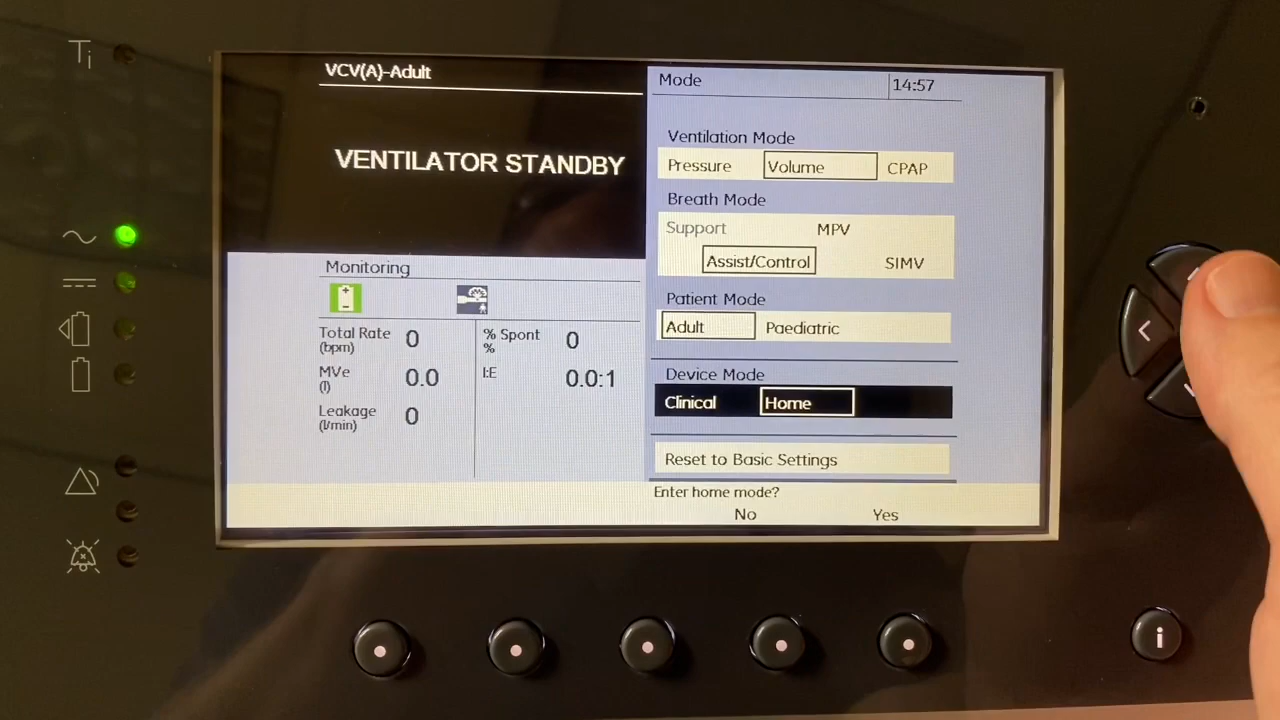 Ti
VCV(A)-Adult
VENTILATOR STANDBY
Monitoring
Total Rate 0
(bpm)
MVe 0.0
(l)
Leakage 0
(l/min)
% Spont 0
%
I:E 0.0:1
Mode 14:57
Ventilation Mode
Pressure Volume CPAP
Breath Mode
Support MPV
Assist/Control SIMV
Patient Mode
Adult Paediatric
Device Mode
Clinical Home
Reset to Basic Settings
Enter home mode?
No Yes
i